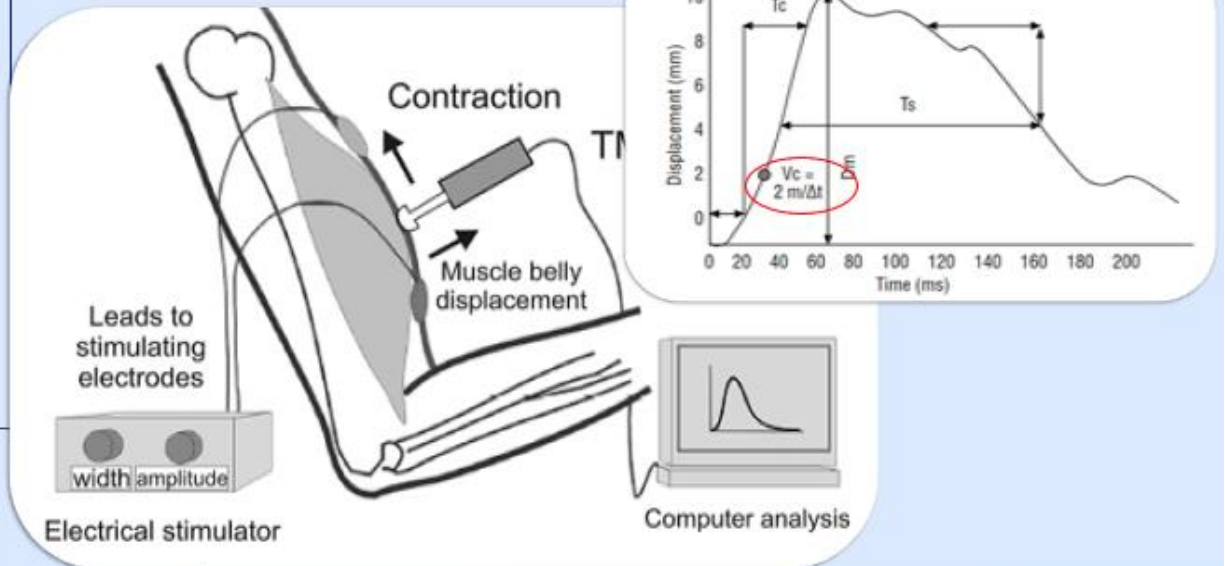 Contraction
Muscle belly
displacement
Leads to
stimulating
electrodes
width amplitude
Electrical stimulator
Computer analysis
Tc
8
6
4
2
0
Displacement (mm)
Ts
Vc =
2 m/Δt
Dm
0 20 40 60 80 100 120 140 160 180 200
Time (ms)